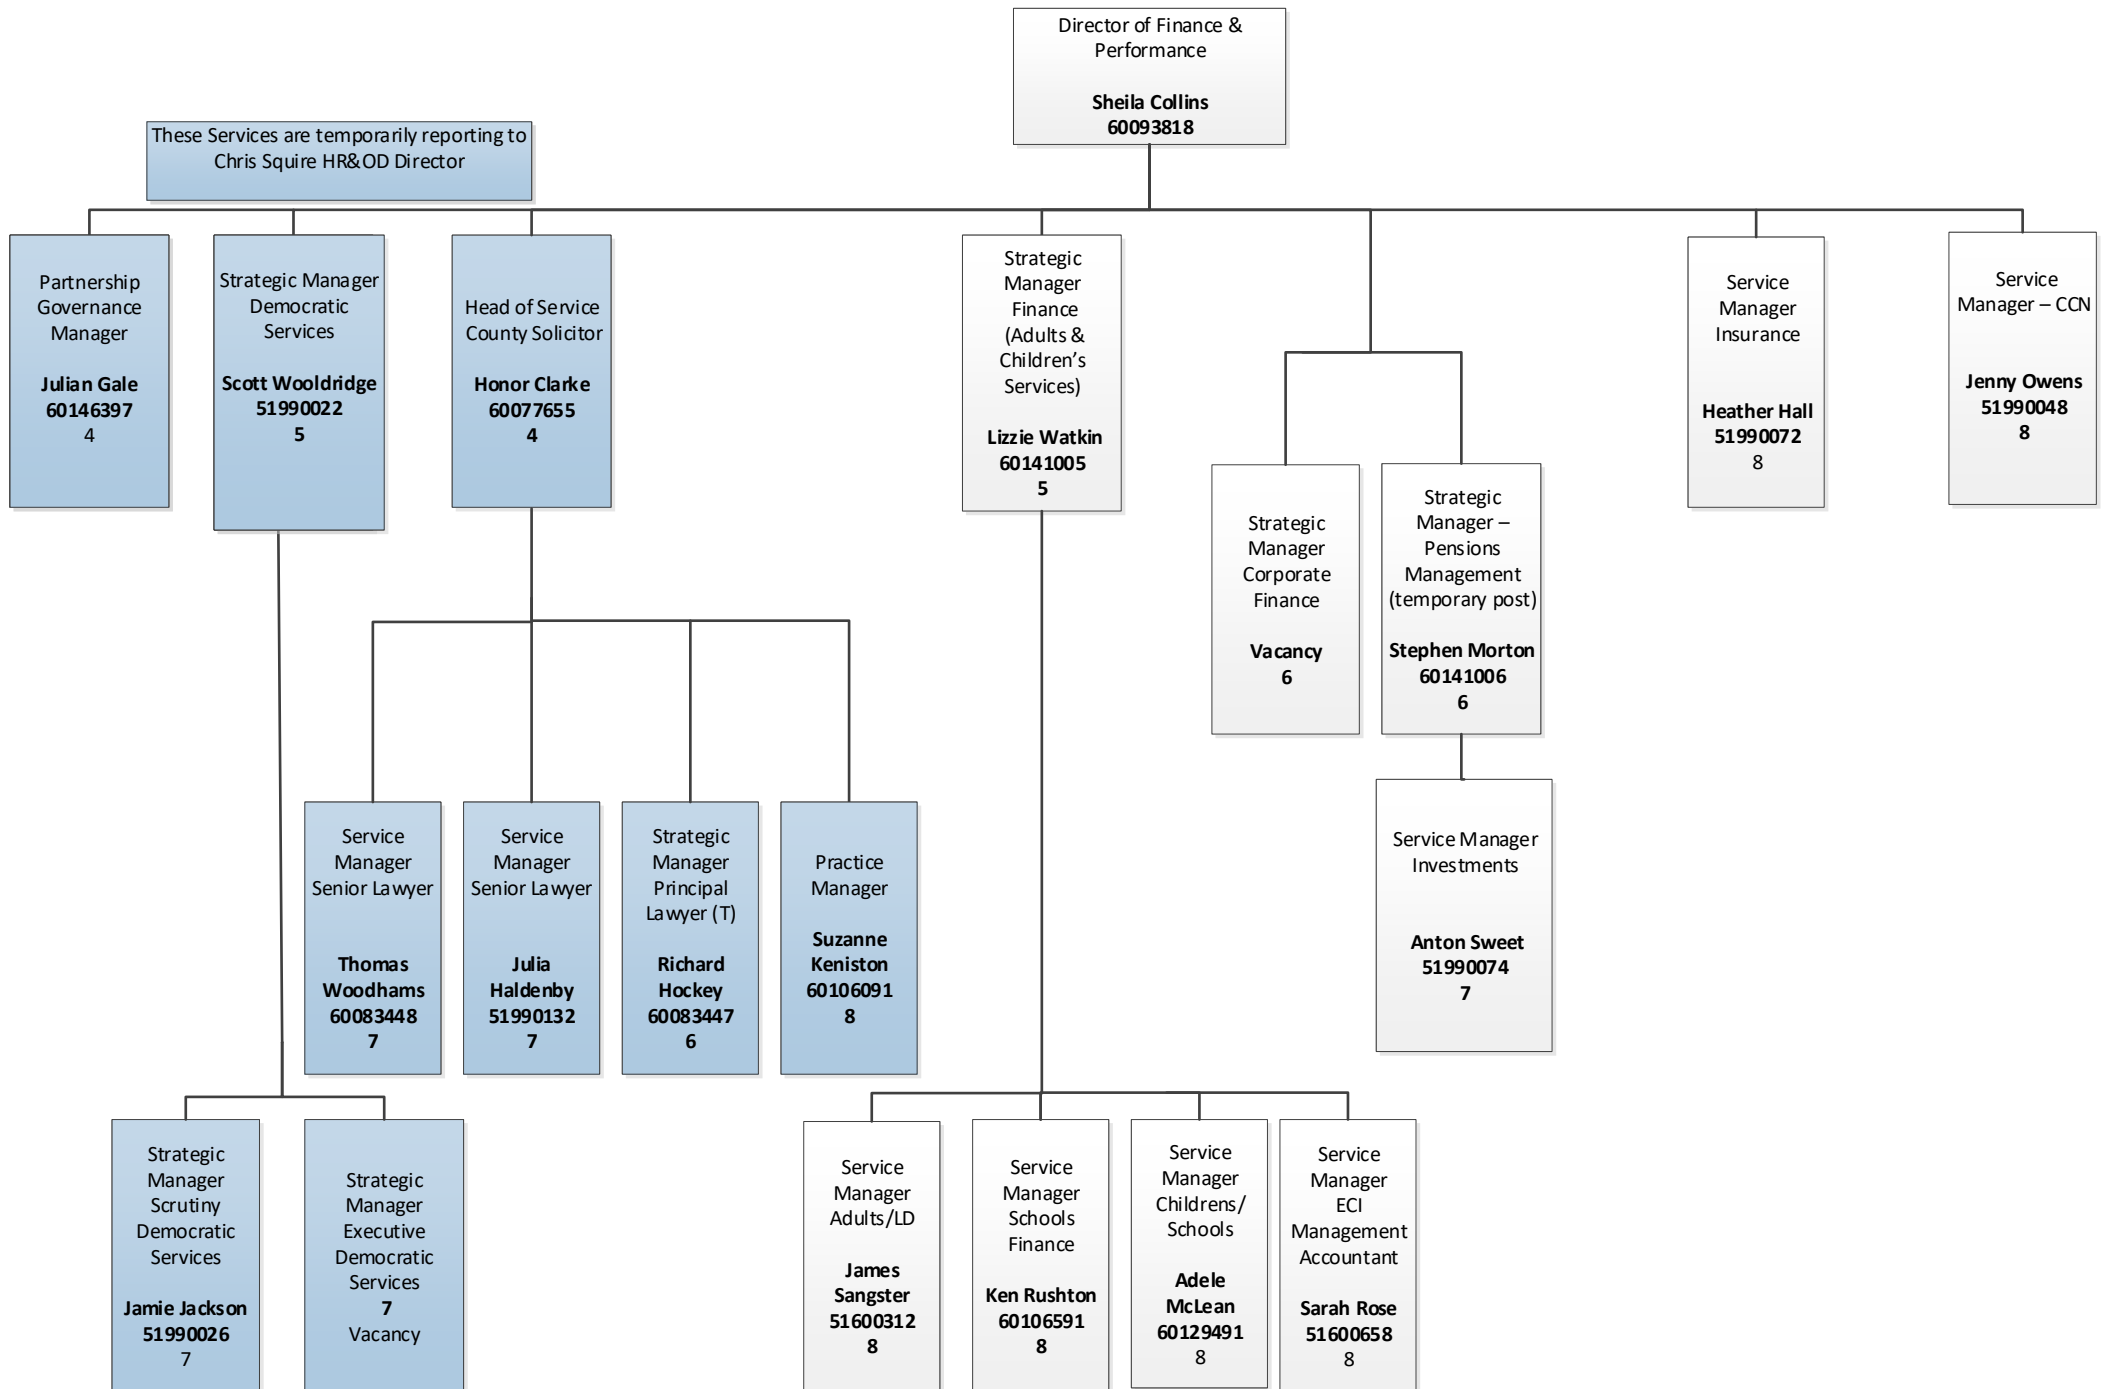 Director of Finance &
Performance
Sheila Collins
60093818
These Services are temporarily reporting to
Chris Squire HR&OD Director
Partnership
Governance
Manager
Julian Gale
60146397
4
Strategic Manager
Democratic
Services
Scott Wooldridge
51990022
5
Head of Service
County Solicitor
Honor Clarke
60077655
4
Strategic
Manager
Finance
(Adults &
Children's
Services)
Lizzie Watkin
60141005
5
Strategic
Manager
Corporate
Finance
Vacancy
6
Strategic
Manager –
Pensions
Management
(temporary post)
Stephen Morton
60141006
6
Service
Manager
Insurance
Heather Hall
51990072
8
Service
Manager – CCN
Jenny Owens
51990048
8
Service
Manager
Senior Lawyer
Thomas
Woodhams
60083448
7
Service
Manager
Senior Lawyer
Julia
Haldenby
51990132
7
Strategic
Manager
Principal
Lawyer (T)
Richard
Hockey
60083447
6
Practice
Manager
Suzanne
Keniston
60106091
8
Service Manager
Investments
Anton Sweet
51990074
7
Strategic
Manager
Scrutiny
Democratic
Services
Jamie Jackson
51990026
7
Strategic
Manager
Executive
Democratic
Services
7
Vacancy
Service
Manager
Adults/LD
James
Sangster
51600312
8
Service
Manager
Schools
Finance
Ken Rushton
60106591
8
Service
Manager
Childrens/
Schools
Adele
McLean
60129491
8
Service
Manager
ECI
Management
Accountant
Sarah Rose
51600658
8